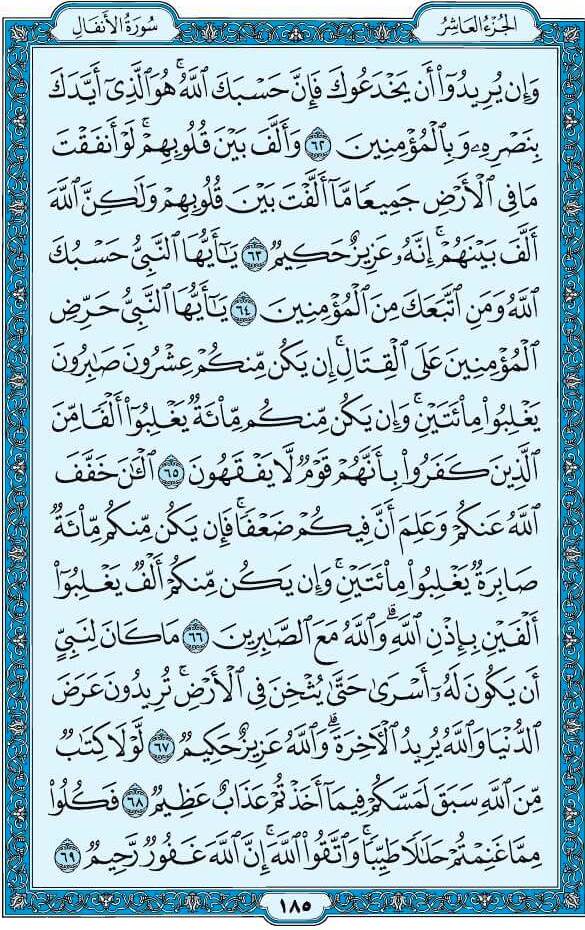 الجُزْءُ العَاشِرُ
سُورَةُ الأَنفَالِ
وَإِن يُرِيدُوٓا۟ أَن يَخْدَعُوكَ فَإِنَّ حَسْبَكَ ٱللَّهُ ۚ هُوَ ٱلَّذِىٓ أَيَّدَكَ
بِنَصْرِهِۦ وَبِٱلْمُؤْمِنِينَ ٦٢ وَأَلَّفَ بَيْنَ قُلُوبِهِمْ ۚ لَوْ أَنفَقْتَ
مَا فِى ٱلْأَرْضِ جَمِيعًا مَّآ أَلَّفْتَ بَيْنَ قُلُوبِهِمْ وَلَٰكِنَّ ٱللَّهَ
أَلَّفَ بَيْنَهُمْ ۚ إِنَّهُۥ عَزِيزٌ حَكِيمٌ ٦٣ يَٰٓأَيُّهَا ٱلنَّبِىُّ حَسْبُكَ
ٱللَّهُ وَمَنِ ٱتَّبَعَكَ مِنَ ٱلْمُؤْمِنِينَ ٦٤ يَٰٓأَيُّهَا ٱلنَّبِىُّ حَرِّضِ
ٱلْمُؤْمِنِينَ عَلَى ٱلْقِتَالِ ۚ إِن يَكُن مِّنكُمْ عِشْرُونَ صَٰبِرُونَ
يَغْلِبُوا۟ مِا۟ئَتَيْنِ ۚ وَإِن يَكُن مِّنكُم مِّا۟ئَةٌ يَغْلِبُوٓا۟ أَلْفًا مِّنَ
ٱلَّذِينَ كَفَرُوا۟ بِأَنَّهُمْ قَوْمٌ لَّا يَفْقَهُونَ ٦٥ ٱلْـَٰٔنَ خَفَّفَ
ٱللَّهُ عَنكُمْ وَعَلِمَ أَنَّ فِيكُمْ ضَعْفًا ۚ فَإِن يَكُن مِّنكُم مِّا۟ئَةٌ
صَابِرَةٌ يَغْلِبُوا۟ مِا۟ئَتَيْنِ ۚ وَإِن يَكُن مِّنكُمْ أَلْفٌ يَغْلِبُوٓا۟
أَلْفَيْنِ بِإِذْنِ ٱللَّهِ ۗ وَٱللَّهُ مَعَ ٱلصَّٰبِرِينَ ٦٦ مَا كَانَ لِنَبِىٍّ
أَن يَكُونَ لَهُۥٓ أَسْرَىٰ حَتَّىٰ يُثْخِنَ فِى ٱلْأَرْضِ ۚ تُرِيدُونَ عَرَضَ
ٱلدُّنْيَا وَٱللَّهُ يُرِيدُ ٱلْـَٔاخِرَةَ ۗ وَٱللَّهُ عَزِيزٌ حَكِيمٌ ٦٧ لَّوْلَا كِتَٰبٌ
مِّنَ ٱللَّهِ سَبَقَ لَمَسَّكُمْ فِيمَآ أَخَذْتُمْ عَذَابٌ عَظِيمٌ ٦٨ فَكُلُوا۟
مِمَّا غَنِمْتُمْ حَلَٰلًا طَيِّبًا ۚ وَٱتَّقُوا۟ ٱللَّهَ ۚ إِنَّ ٱللَّهَ غَفُورٌ رَّحِيمٌ ٦٩
١٨٥